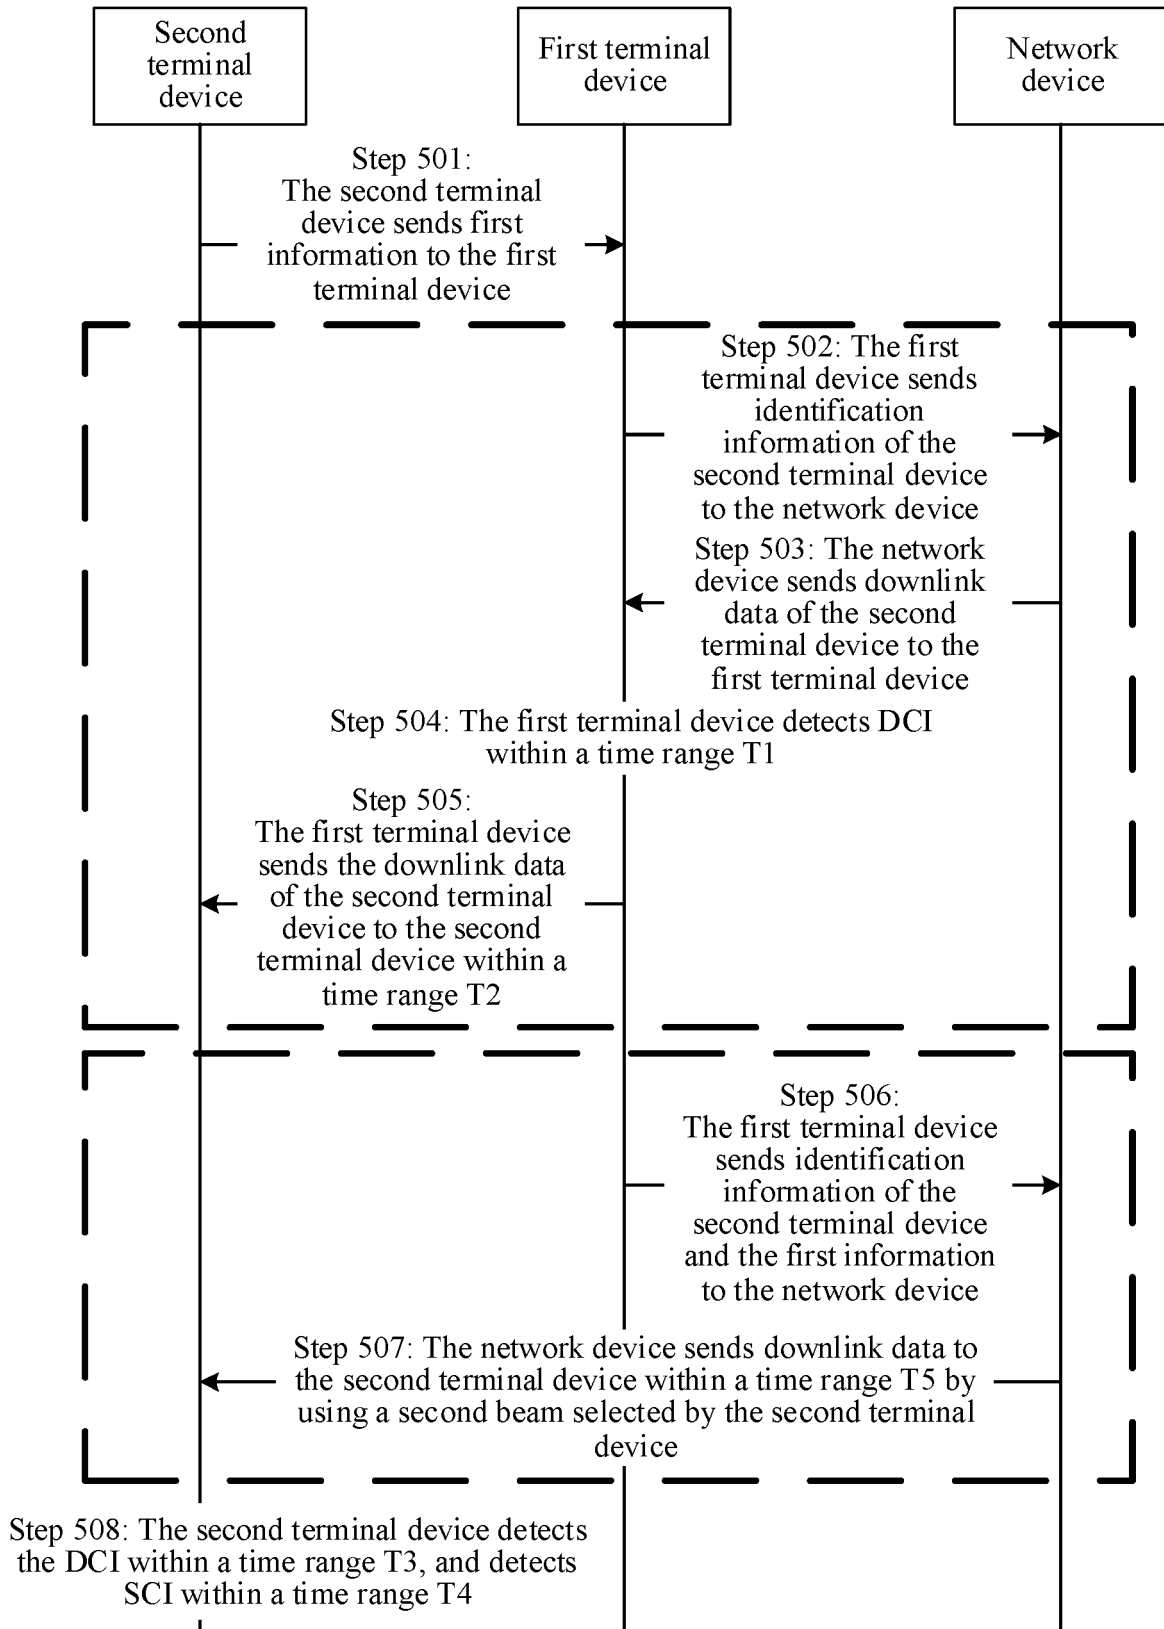 Second
terminal
device
First terminal
device
Network
device
Step 501:
The second terminal
device sends first
information to the first
terminal device
Step 502: The first
terminal device sends
identification
information of the
second terminal device
to the network device
Step 503: The network
device sends downlink
data of the second
terminal device to the
first terminal device
Step 504: The first terminal device detects DCI
within a time range T1
Step 505:
The first terminal device
sends the downlink data
of the second terminal
device to the second
terminal device within a
time range T2
Step 506:
The first terminal device
sends identification
information of the
second terminal device
and the first information
to the network device
Step 507: The network device sends downlink data to
the second terminal device within a time range T5 by
using a second beam selected by the second terminal
device
Step 508: The second terminal device detects
the DCI within a time range T3, and detects
SCI within a time range T4